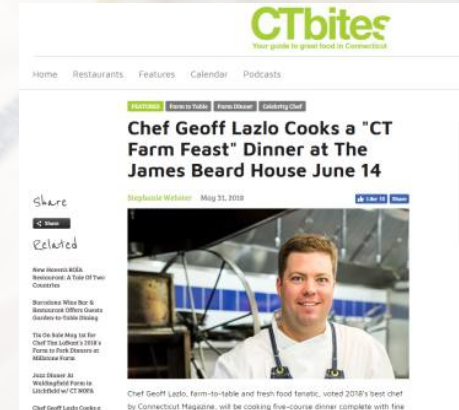 CTbites
Your guide to great food in Connecticut
Home Restaurants Features Calendar Podcasts
FEATURES Farm to Table Farm Dinner Celebrity Chef
Chef Geoff Lazlo Cooks a "CT
Farm Feast" Dinner at The
James Beard House June 14
Stephanie Webster May 31, 2018
Like 10 Share
Share
Share
Related
New Haven's ROÌA
Restaurant: A Tale Of Two
Countries
Barcelona Wine Bar &
Restaurant Offers Guests
Garden-to-Table Dining
Tix On Sale May 1st for
Chef Tim LaBant's 2018's
Farm to Fork Dinners at
Millstone Farm
Jazz Dinner At
Waldingfield Farm in
Litchfield w/ CT NOFA
Chef Geoff Lazlo Cooks a
Chef Geoff Lazlo, farm-to-table and fresh food fanatic, voted 2018's best chef
by Connecticut Magazine, will be cooking five-course dinner complete with fine